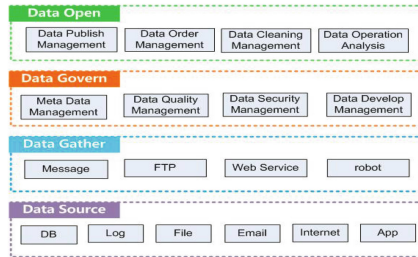 Data Open
Data Publish Management
Data Order Management
Data Cleaning Management
Data Operation Analysis
Data Govern
Meta Data Management
Data Quality Management
Data Security Management
Data Develop Management
Data Gather
Message
FTP
Web Service
robot
Data Source
DB
Log
File
Email
Internet
App